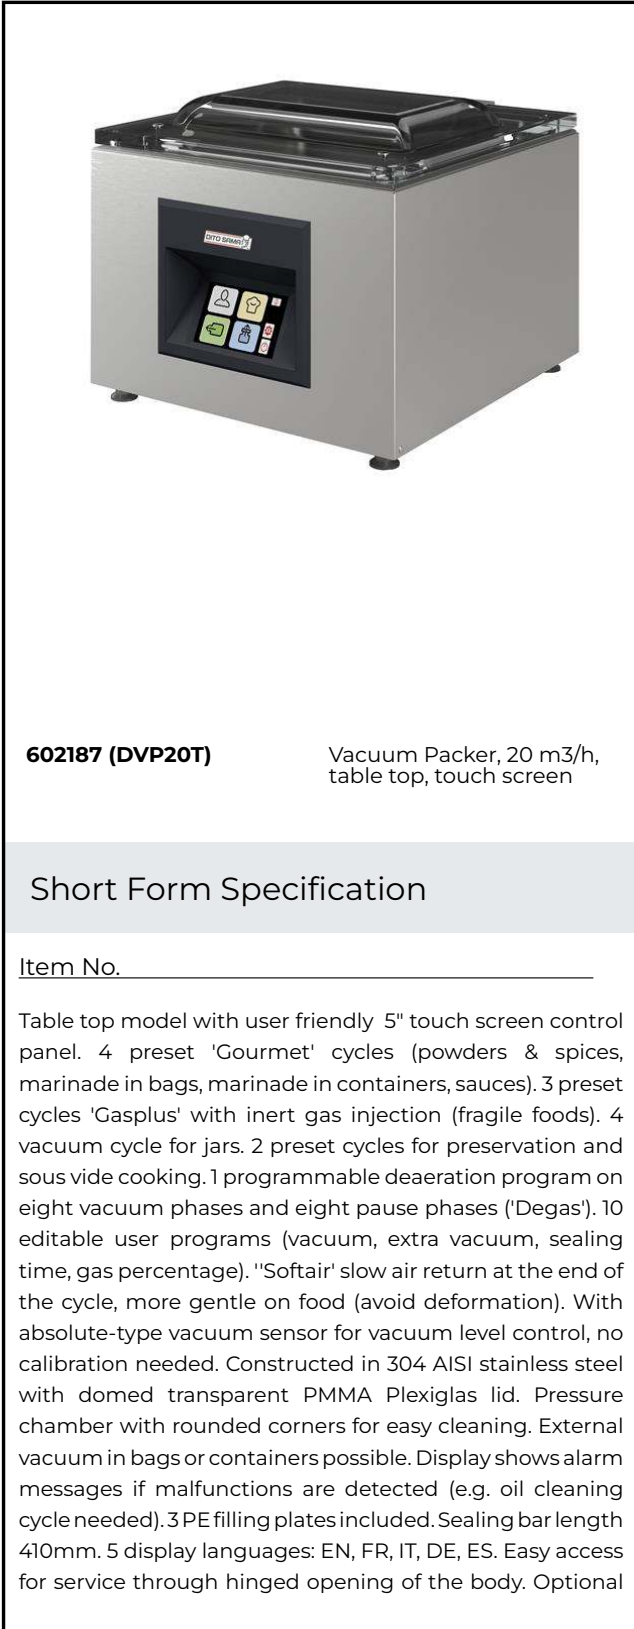 DITO SAMA
602187 (DVP20T)
Vacuum Packer, 20 m3/h,
table top, touch screen
Short Form Specification
Item No.
Table top model with user friendly 5" touch screen control
panel. 4 preset 'Gourmet' cycles (powders & spices,
marinade in bags, marinade in containers, sauces). 3 preset
cycles 'Gasplus' with inert gas injection (fragile foods). 4
vacuum cycle for jars. 2 preset cycles for preservation and
sous vide cooking. 1 programmable deaeration program on
eight vacuum phases and eight pause phases ('Degas'). 10
editable user programs (vacuum, extra vacuum, sealing
time, gas percentage). ''Softair' slow air return at the end of
the cycle, more gentle on food (avoid deformation). With
absolute-type vacuum sensor for vacuum level control, no
calibration needed. Constructed in 304 AISI stainless steel
with domed transparent PMMA Plexiglas lid. Pressure
chamber with rounded corners for easy cleaning. External
vacuum in bags or containers possible. Display shows alarm
messages if malfunctions are detected (e.g. oil cleaning
cycle needed). 3 PE filling plates included. Sealing bar length
410mm. 5 display languages: EN, FR, IT, DE, ES. Easy access
for service through hinged opening of the body. Optional